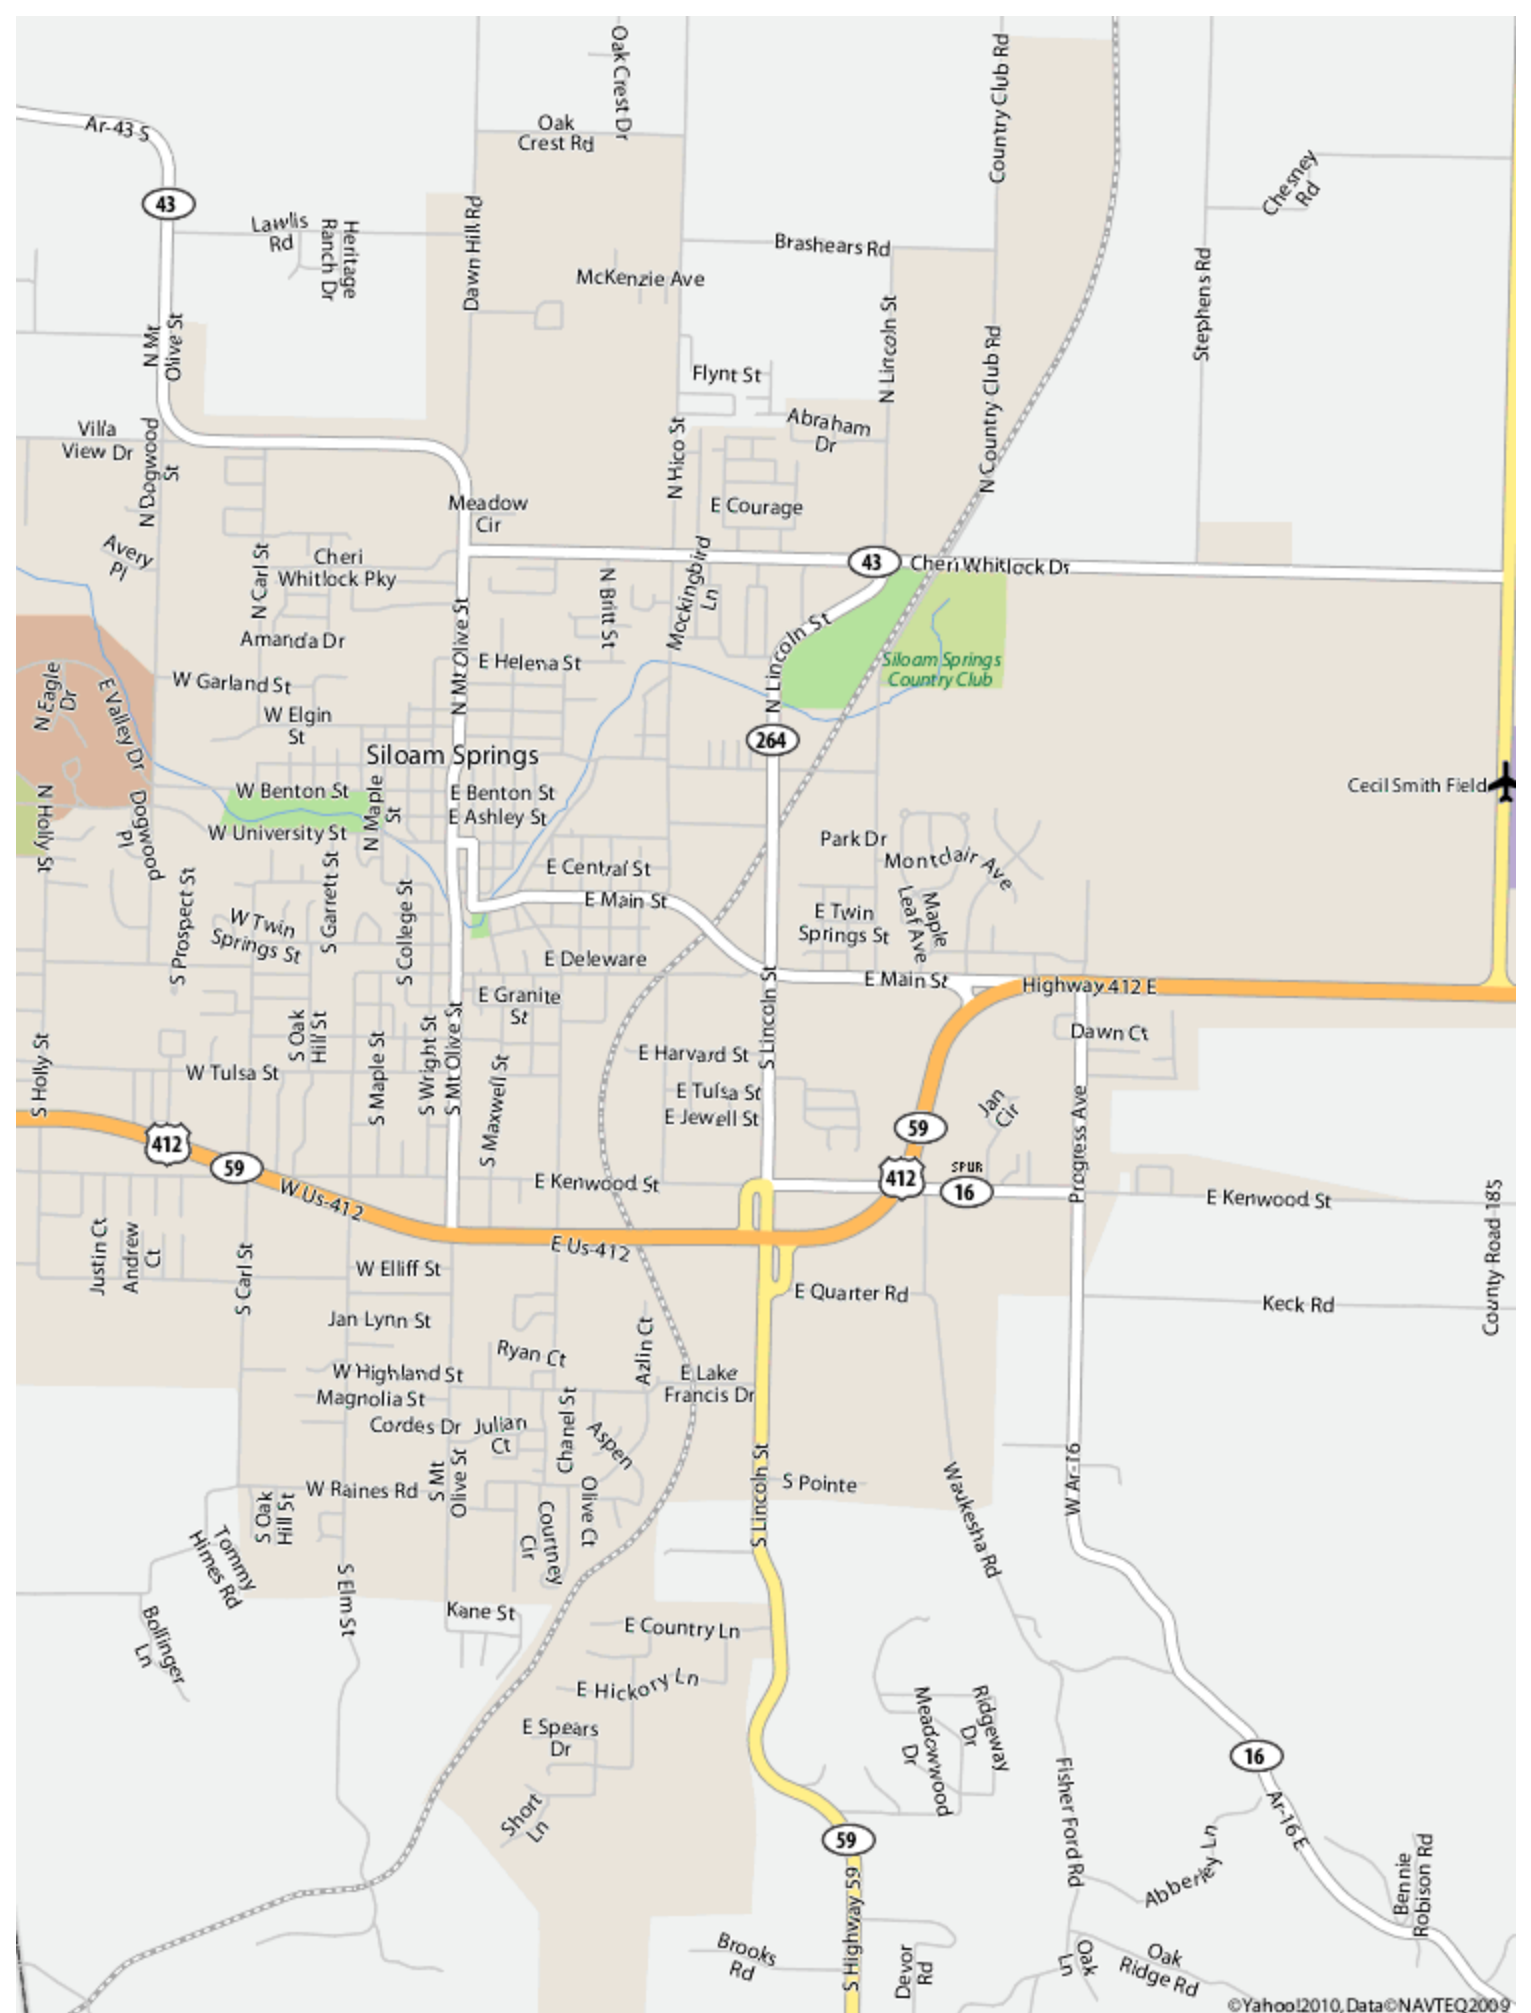 Oak Crest Dr
Country Club Rd
Ar-43 S
Oak
Crest Rd
Chesney
Rd
43
Lawlis
Rd
Heritage
Ranch Dr
Dawn Hill Rd
Brashears Rd
McKenzie Ave
Stephens Rd
N Mt
Olive St
N Lincoln St
N Country Club Rd
Flynt St
Abraham
Dr
Villa
View Dr
N Dogwood
St
N Hico St
Meadow
Cir
E Courage
Avery
Pl
Cheri
Whitlock Pky
N Carl St
N Britt St
Mockingbird
Ln
43
Cheri Whitlock Dr
Amanda Dr
N Mt Olive St
E Helena St
N Lincoln St
Siloam Springs
Country Club
N Eagle
Dr
E Valley Dr
W Garland St
W Elgin
St
264
Siloam Springs
Cecil Smith Field
N Holly St
Dogwood
Pl
W Benton St
N Maple
St
E Benton St
E Ashley St
W University St
Park Dr
Montclair Ave
E Central St
E Main St
S Prospect St
S Garrett St
S College St
W Twin
Springs St
E Twin
Springs St
Maple
Leaf Ave
E Deleware
E Main St
Highway 412 E
E Granite
St
S Lincoln St
S Holly St
S Oak
Hill St
S Maple St
S Wright St
S Mt Olive St
S Maxwell St
E Harvard St
Dawn Ct
W Tulsa St
E Tulsa St
E Jewell St
Jan
Cir
Progress Ave
412
59
59
412
SPUR
16
W Us-412
E Kenwood St
E Kenwood St
County Road 185
Justin Ct
Andrew
Ct
S Carl St
E Us-412
W Elliff St
E Quarter Rd
Keck Rd
Jan Lynn St
Ryan Ct
Azlin Ct
W Highland St
E Lake
Francis Dr
Magnolia St
Cordes Dr
Julian
Ct
Chanel St
Aspen
S Mt
Olive St
S Lincoln St
W Ar-16
W Raines Rd
S Pointe
S Oak
Hill St
Olive Ct
Courtney
Cir
Waukesha Rd
Tommy
Himes Rd
S Elm St
Bollinger
Ln
Kane St
E Country Ln
E Hickory Ln
Meadowwood
Dr
Ridgeway
Dr
E Spears
Dr
16
Fisher Ford Rd
Short
Ln
59
Ar-16 E
Abberley Ln
Bennie
Robison Rd
S Highway 59
Brooks
Rd
Devor
Rd
Oak
Ln
Oak
Ridge Rd
©Yahoo!2010, Data©NAVTEQ2009